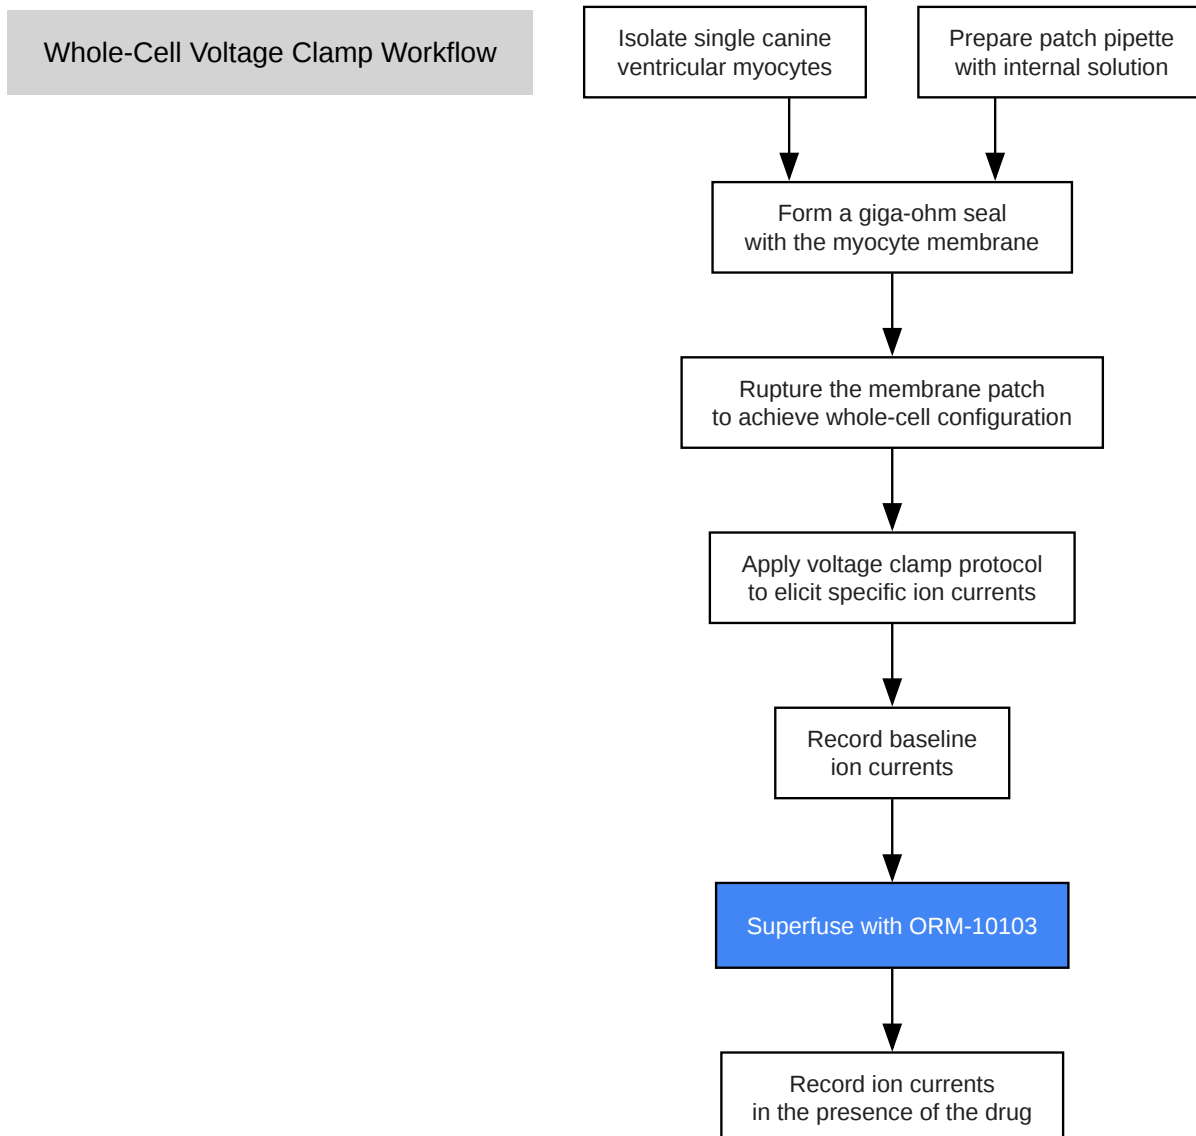 Whole-Cell Voltage Clamp Workflow
Isolate single canine
ventricular myocytes
Prepare patch pipette
with internal solution
Form a giga-ohm seal
with the myocyte membrane
Rupture the membrane patch
to achieve whole-cell configuration
Apply voltage clamp protocol
to elicit specific ion currents
Record baseline
ion currents
Superfuse with ORM-10103
Record ion currents
in the presence of the drug